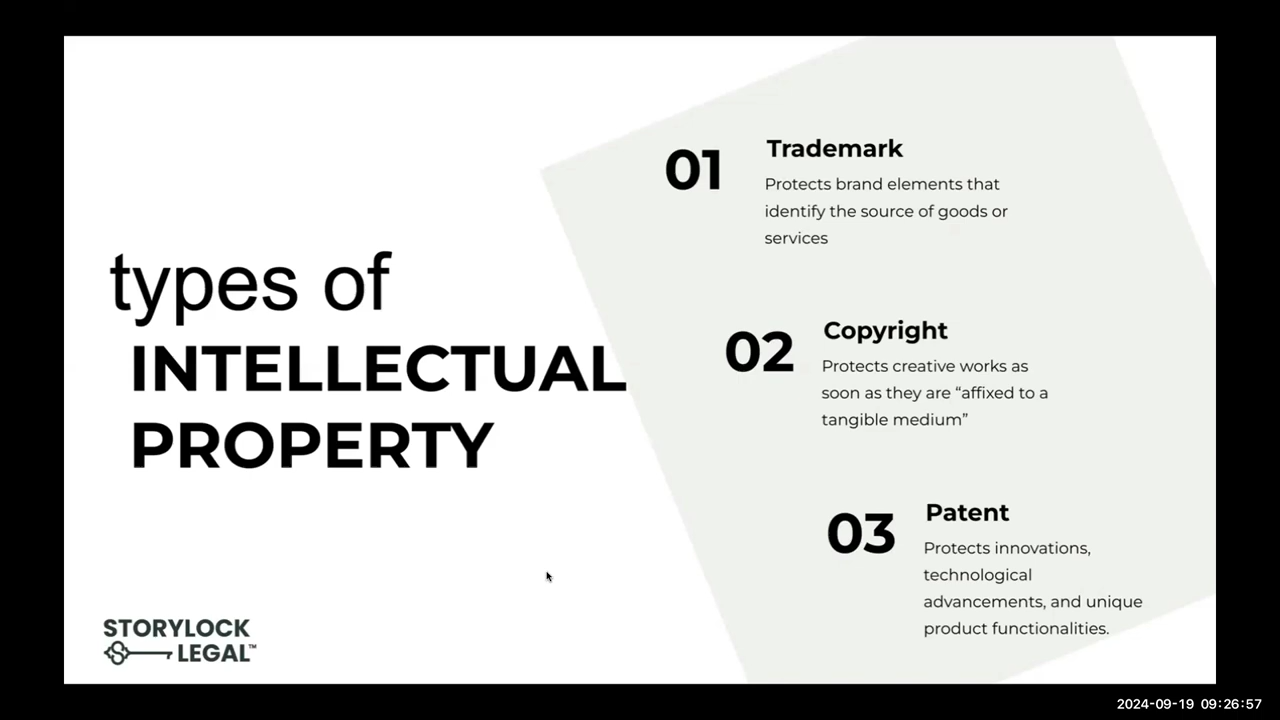 types of
INTELLECTUAL
PROPERTY
01
Trademark
Protects brand elements that
identify the source of goods or
services
02
Copyright
Protects creative works as
soon as they are “affixed to a
tangible medium”
03
Patent
Protects innovations,
technological
advancements, and unique
product functionalities.
STORYLOCK
LEGAL™
2024-09-19 09:26:57